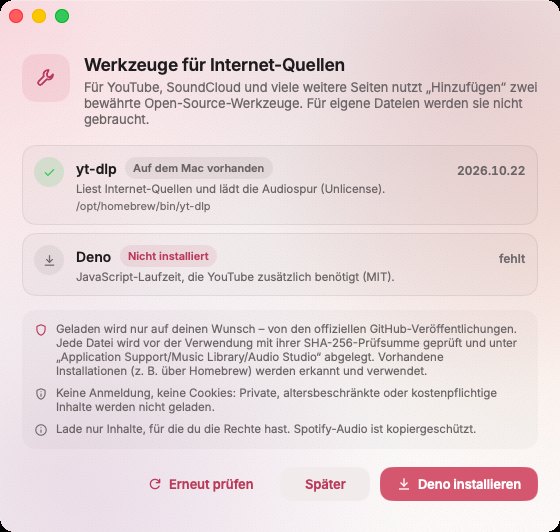 Werkzeuge für Internet-Quellen
Für YouTube, SoundCloud und viele weitere Seiten nutzt „Hinzufügen“ zwei
bewährte Open-Source-Werkzeuge. Für eigene Dateien werden sie nicht
gebraucht.
yt-dlp Auf dem Mac vorhanden 2026.10.22
Liest Internet-Quellen und lädt die Audiospur (Unlicense).
/opt/homebrew/bin/yt-dlp
Deno Nicht installiert fehlt
JavaScript-Laufzeit, die YouTube zusätzlich benötigt (MIT).
Geladen wird nur auf deinen Wunsch – von den offiziellen GitHub-Veröffentlichungen.
Jede Datei wird vor der Verwendung mit ihrer SHA-256-Prüfsumme geprüft und unter
„Application Support/Music Library/Audio Studio“ abgelegt. Vorhandene
Installationen (z. B. über Homebrew) werden erkannt und verwendet.
Keine Anmeldung, keine Cookies: Private, altersbeschränkte oder kostenpflichtige
Inhalte werden nicht geladen.
Lade nur Inhalte, für die du die Rechte hast. Spotify-Audio ist kopiergeschützt.
Erneut prüfen Später Deno installieren